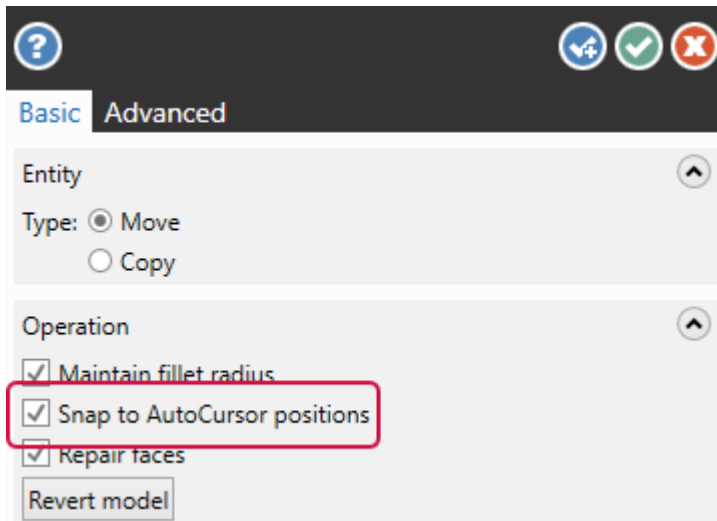 ?
Basic Advanced
Entity
Type: Move
Copy
Operation
Maintain fillet radius
Snap to AutoCursor positions
Repair faces
Revert model